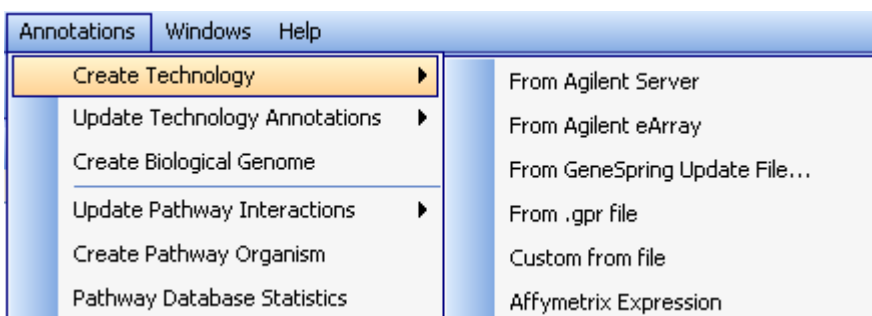 Annotations Windows Help
Create Technology
Update Technology Annotations
Create Biological Genome
Update Pathway Interactions
Create Pathway Organism
Pathway Database Statistics
From Agilent Server
From Agilent eArray
From GeneSpring Update File...
From .gpr file
Custom from file
Affymetrix Expression